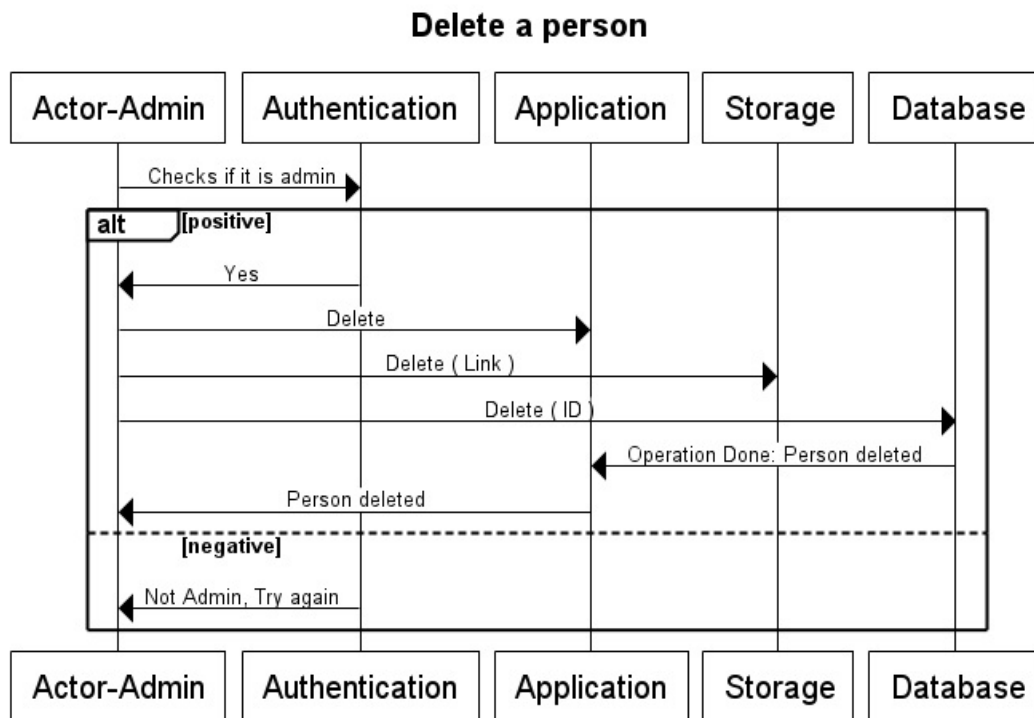 Delete a person
Actor-Admin Authentication Application Storage Database
Checks if it is admin
alt [positive]
Yes
Delete
Delete ( Link )
Delete ( ID )
Operation Done: Person deleted
Person deleted
[negative]
Not Admin, Try again
Actor-Admin Authentication Application Storage Database